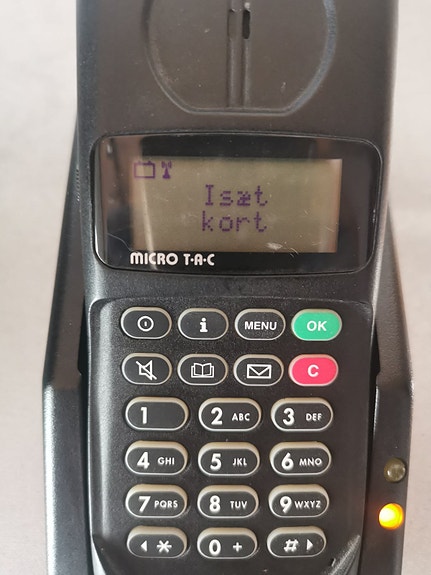 Isæt
kort
MICRO T·A·C
i MENU OK
C
1 2 ABC 3 DEF
4 GHI 5 JKL 6 MNO
7 PQRS 8 TUV 9 WXYZ
* 0 + #